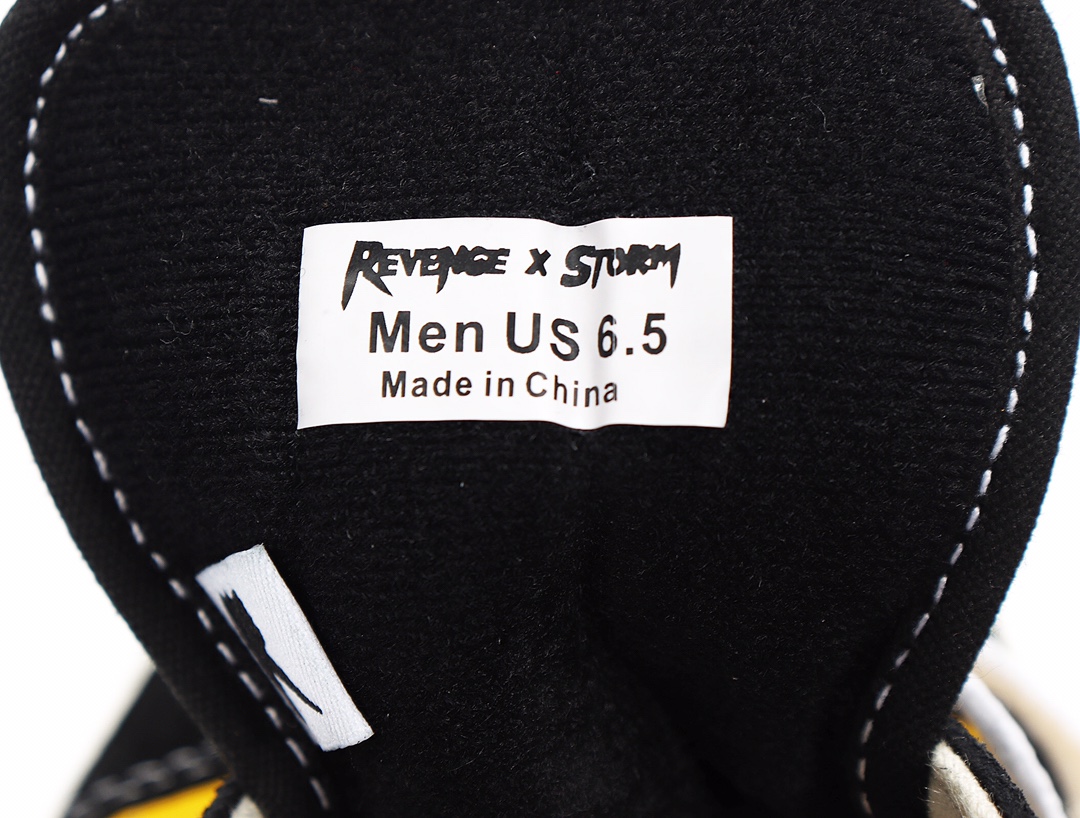 REVENGE X STORM
Men US 6.5
Made in China